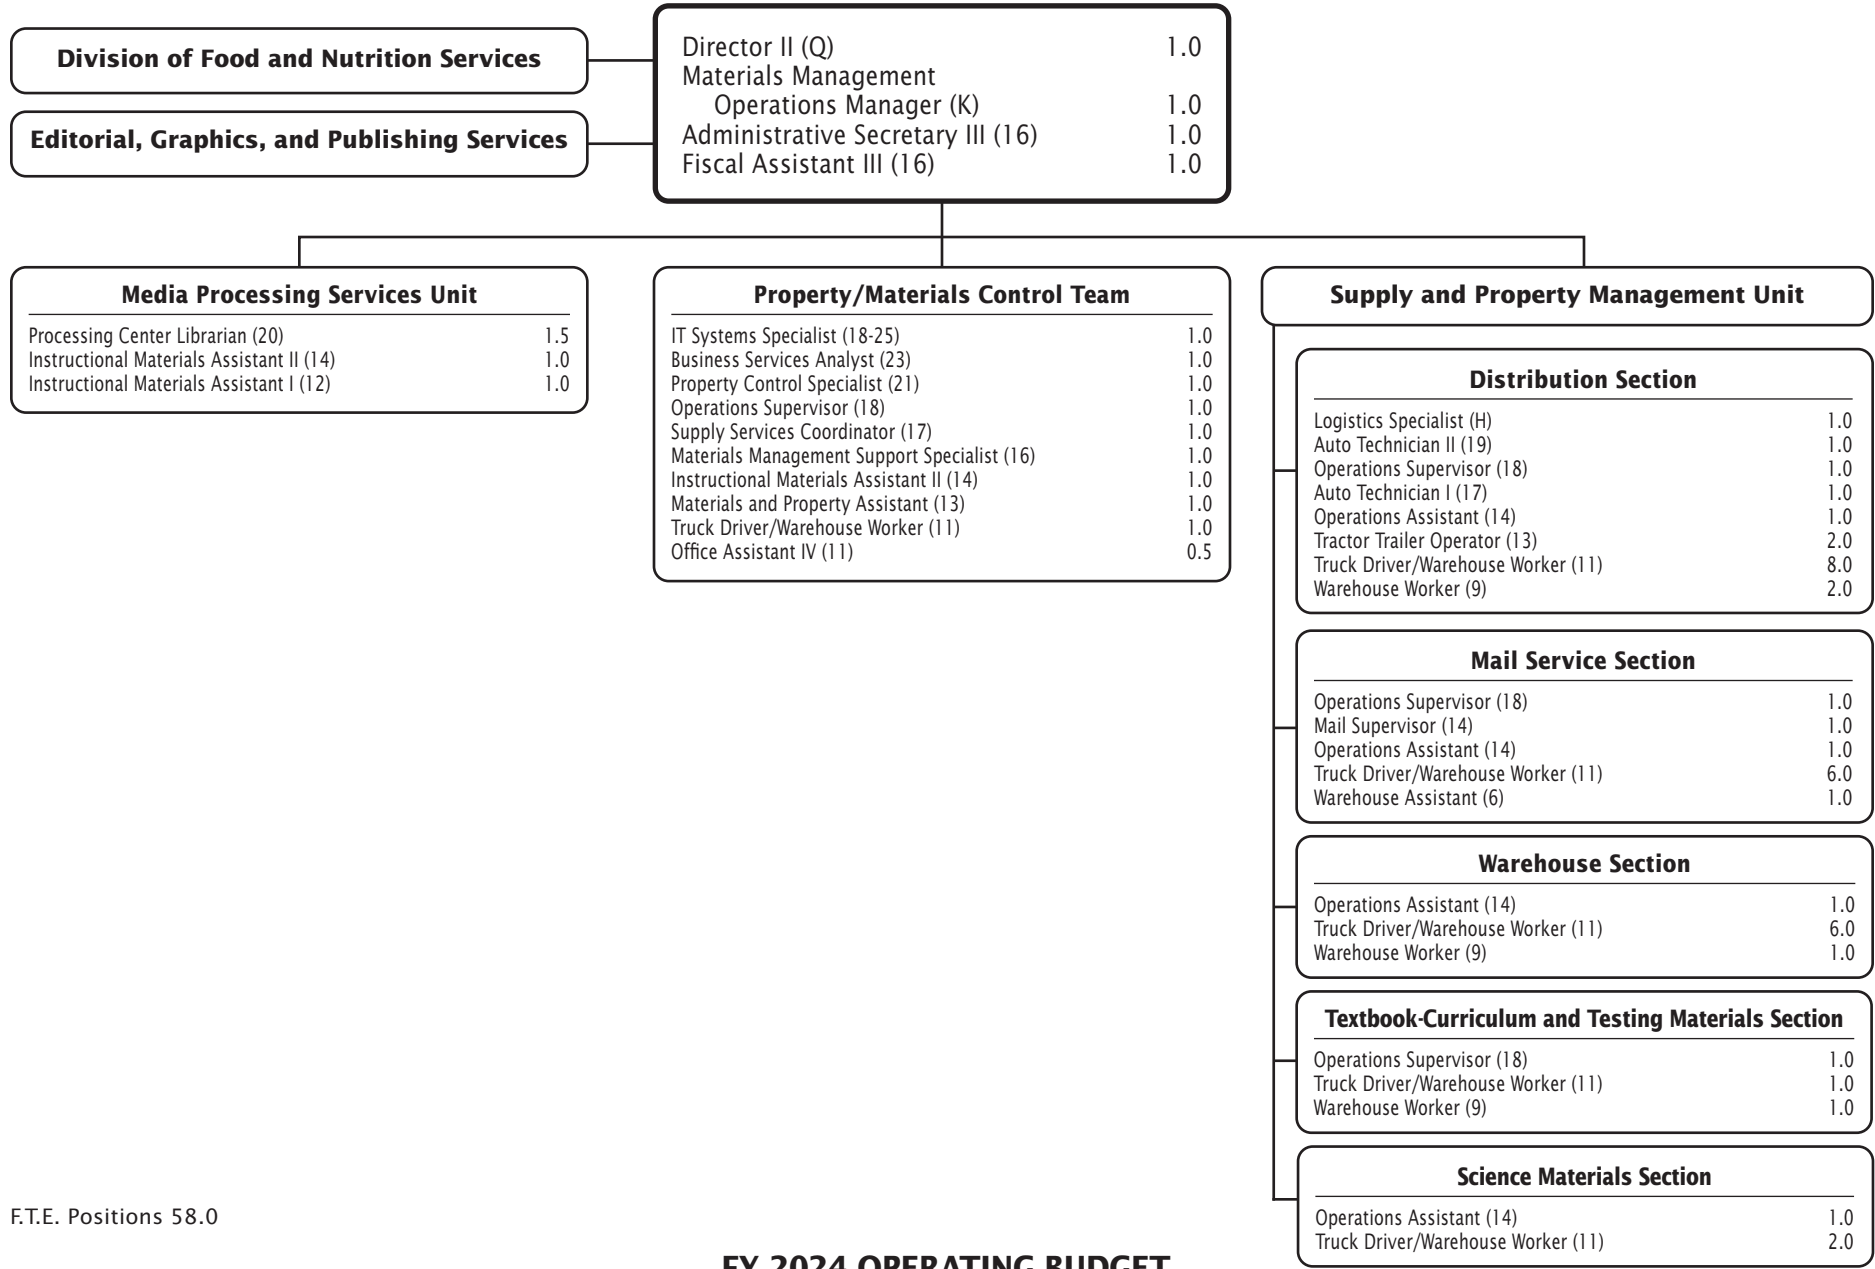 Division of Food and Nutrition Services
Editorial, Graphics, and Publishing Services
Director II (Q) 1.0
Materials Management
Operations Manager (K) 1.0
Administrative Secretary III (16) 1.0
Fiscal Assistant III (16) 1.0
Media Processing Services Unit
Processing Center Librarian (20) 1.5
Instructional Materials Assistant II (14) 1.0
Instructional Materials Assistant I (12) 1.0
Property/Materials Control Team
IT Systems Specialist (18-25) 1.0
Business Services Analyst (23) 1.0
Property Control Specialist (21) 1.0
Operations Supervisor (18) 1.0
Supply Services Coordinator (17) 1.0
Materials Management Support Specialist (16) 1.0
Instructional Materials Assistant II (14) 1.0
Materials and Property Assistant (13) 1.0
Truck Driver/Warehouse Worker (11) 1.0
Office Assistant IV (11) 0.5
Supply and Property Management Unit
Distribution Section
Logistics Specialist (H) 1.0
Auto Technician II (19) 1.0
Operations Supervisor (18) 1.0
Auto Technician I (17) 1.0
Operations Assistant (14) 1.0
Tractor Trailer Operator (13) 2.0
Truck Driver/Warehouse Worker (11) 8.0
Warehouse Worker (9) 2.0
Mail Service Section
Operations Supervisor (18) 1.0
Mail Supervisor (14) 1.0
Operations Assistant (14) 1.0
Truck Driver/Warehouse Worker (11) 6.0
Warehouse Assistant (6) 1.0
Warehouse Section
Operations Assistant (14) 1.0
Truck Driver/Warehouse Worker (11) 6.0
Warehouse Worker (9) 1.0
Textbook-Curriculum and Testing Materials Section
Operations Supervisor (18) 1.0
Truck Driver/Warehouse Worker (11) 1.0
Warehouse Worker (9) 1.0
Science Materials Section
Operations Assistant (14) 1.0
Truck Driver/Warehouse Worker (11) 2.0
F.T.E. Positions 58.0
FY 2024 OPERATING BUDGET